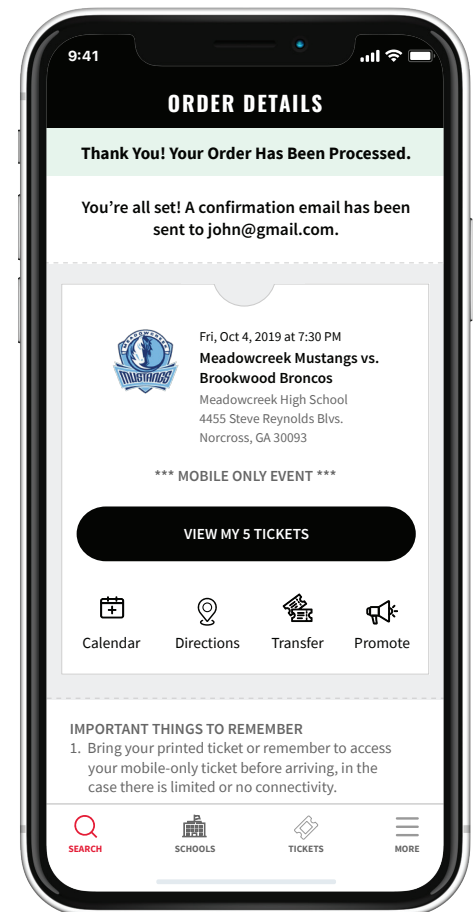 9:41
ORDER DETAILS
Thank You! Your Order Has Been Processed.
You’re all set! A confirmation email has been
sent to john@gmail.com.
MEADOWCREEK
MUSTANGS
Fri, Oct 4, 2019 at 7:30 PM
Meadowcreek Mustangs vs.
Brookwood Broncos
Meadowcreek High School
4455 Steve Reynolds Blvs.
Norcross, GA 30093
*** MOBILE ONLY EVENT ***
VIEW MY 5 TICKETS
Calendar Directions Transfer Promote
IMPORTANT THINGS TO REMEMBER
1. Bring your printed ticket or remember to access
your mobile-only ticket before arriving, in the
case there is limited or no connectivity.
SEARCH SCHOOLS TICKETS MORE